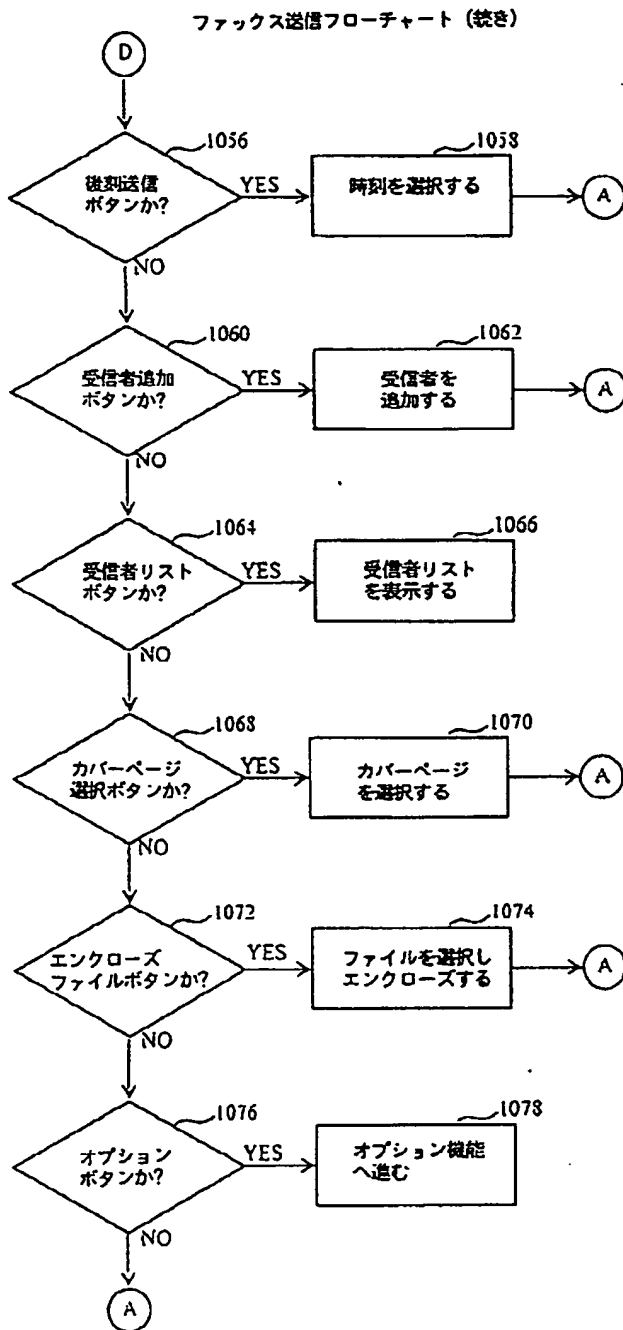 ファックス送信フローチャート (続き)
D
1056
後刻送信
ボタンか?
YES
1058
時刻を選択する
A
NO
1060
受信者追加
ボタンか?
YES
1062
受信者を
追加する
A
NO
1064
受信者リスト
ボタンか?
YES
1066
受信者リスト
を表示する
NO
1068
カバーページ
選択ボタンか?
YES
1070
カバーページ
を選択する
A
NO
1072
エンクローズ
ファイルボタンか?
YES
1074
ファイルを選択し
エンクローズする
A
NO
1076
オプション
ボタンか?
YES
1078
オプション機能
へ進む
NO
A